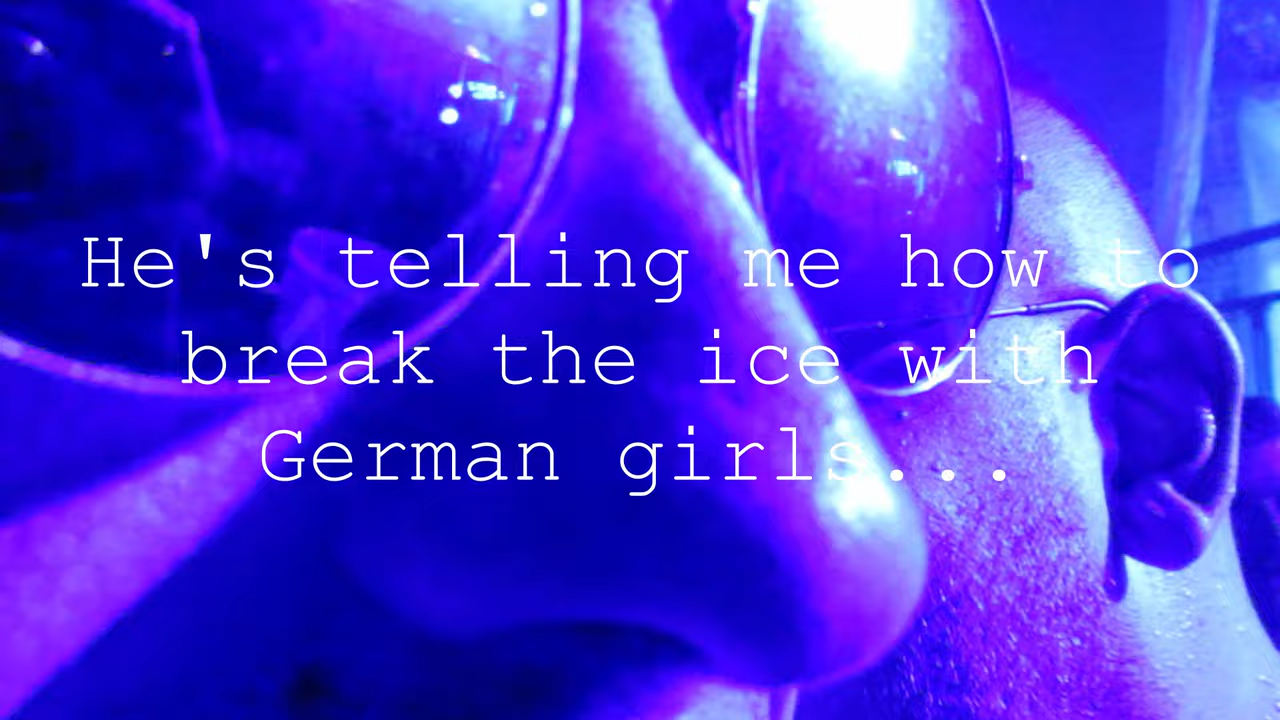 He's telling me how to
break the ice with
German girls...